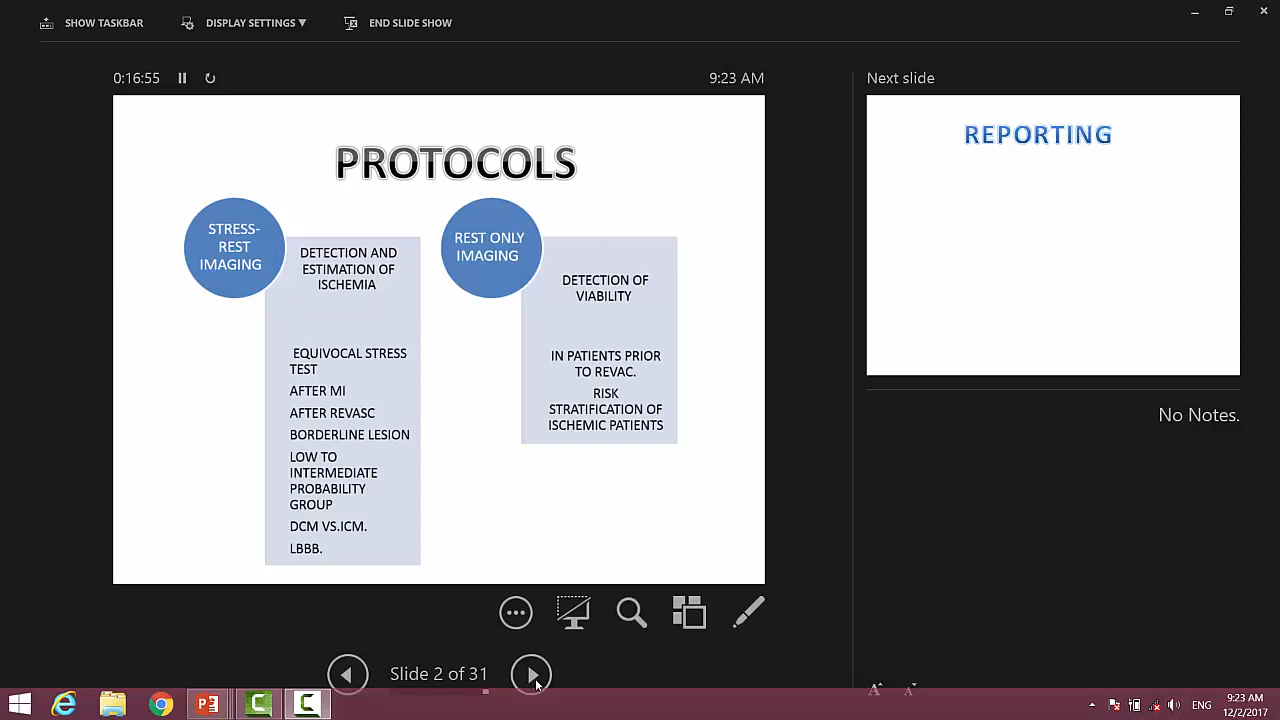 SHOW TASKBAR
DISPLAY SETTINGS ▼
END SLIDE SHOW
0:16:55
9:23 AM
PROTOCOLS
STRESS-
REST
IMAGING
DETECTION AND
ESTIMATION OF
ISCHEMIA
EQUIVOCAL STRESS
TEST
AFTER MI
AFTER REVASC
BORDERLINE LESION
LOW TO
INTERMEDIATE
PROBABILITY
GROUP
DCM VS.ICM.
LBBB.
REST ONLY
IMAGING
DETECTION OF
VIABILITY
IN PATIENTS PRIOR
TO REVAC.
RISK
STRATIFICATION OF
ISCHEMIC PATIENTS
Slide 2 of 31
Next slide
REPORTING
No Notes.
A A
ENG
9:23 AM
12/2/2017